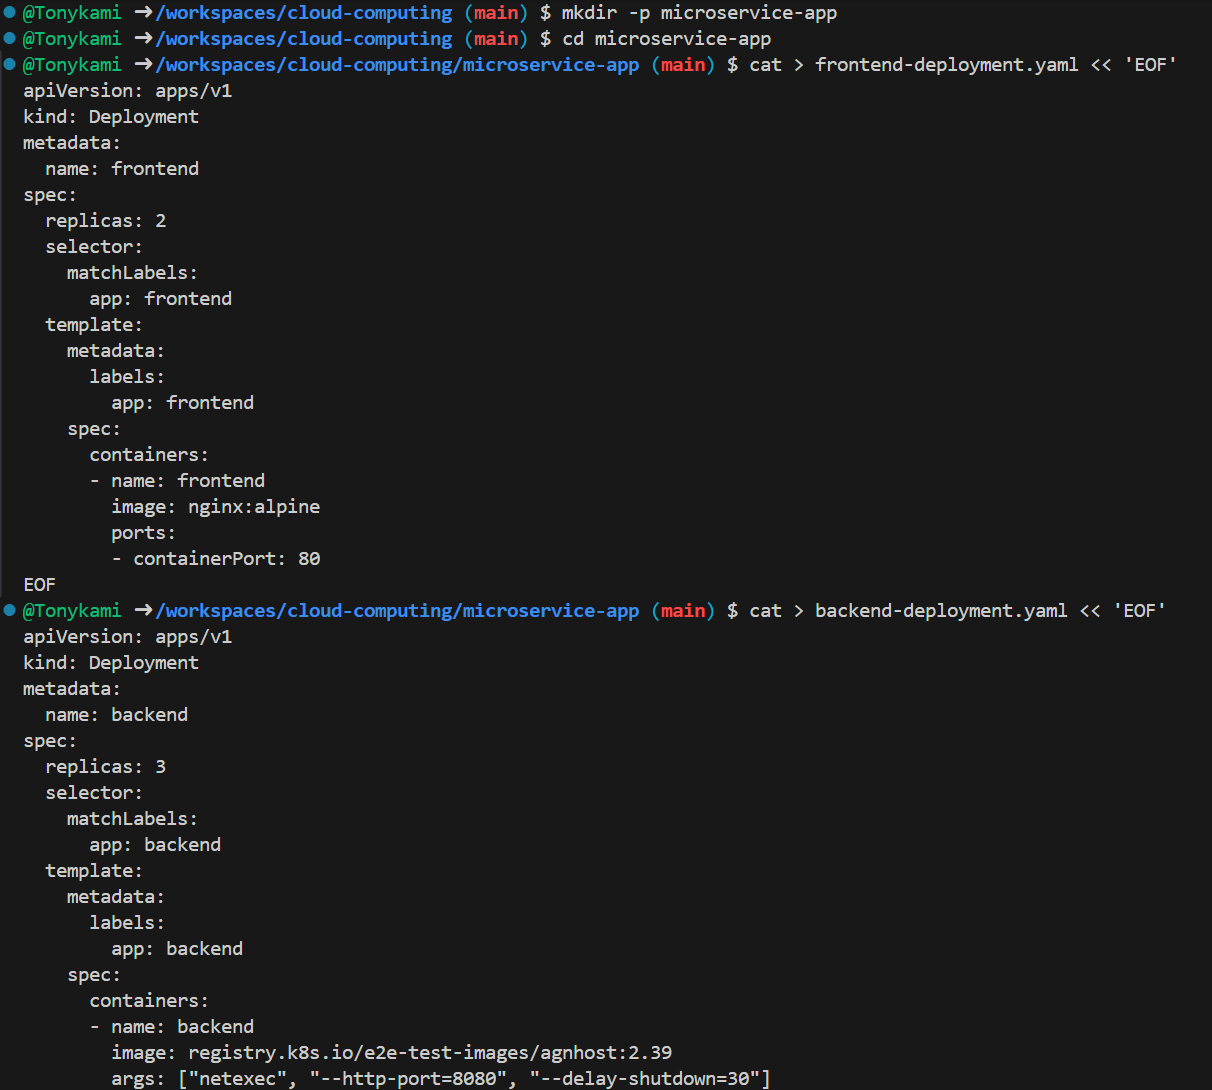 @Tonykami ➜/workspaces/cloud-computing (main) $ mkdir -p microservice-app
@Tonykami ➜/workspaces/cloud-computing (main) $ cd microservice-app
@Tonykami ➜/workspaces/cloud-computing/microservice-app (main) $ cat > frontend-deployment.yaml << 'EOF'
apiVersion: apps/v1
kind: Deployment
metadata:
  name: frontend
spec:
  replicas: 2
  selector:
    matchLabels:
      app: frontend
  template:
    metadata:
      labels:
        app: frontend
    spec:
      containers:
      - name: frontend
        image: nginx:alpine
        ports:
        - containerPort: 80
EOF
@Tonykami ➜/workspaces/cloud-computing/microservice-app (main) $ cat > backend-deployment.yaml << 'EOF'
apiVersion: apps/v1
kind: Deployment
metadata:
  name: backend
spec:
  replicas: 3
  selector:
    matchLabels:
      app: backend
  template:
    metadata:
      labels:
        app: backend
    spec:
      containers:
      - name: backend
        image: registry.k8s.io/e2e-test-images/agnhost:2.39
        args: ["netexec", "--http-port=8080", "--delay-shutdown=30"]